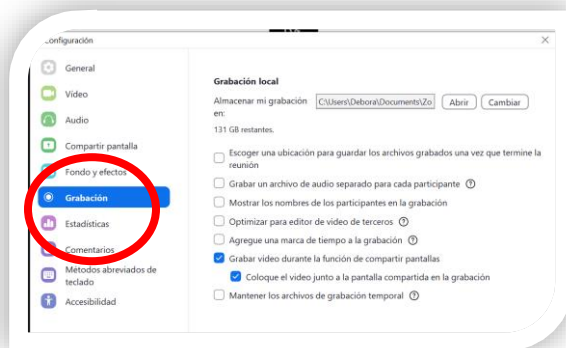 Configuración
General
Vídeo
Audio
Compartir pantalla
Fondo y efectos
Grabación
Estadísticas
Comentarios
Métodos abreviados de
teclado
Accesibilidad
Grabación local
Almacenar mi grabación
en:
C:\Users\Debora\Documents\Zo
Abrir
Cambiar
131 GB restantes.
Escoger una ubicación para guardar los archivos grabados una vez que termine la
reunión
Grabar un archivo de audio separado para cada participante
Mostrar los nombres de los participantes en la grabación
Optimizar para editor de video de terceros
Agregue una marca de tiempo a la grabación
Grabar video durante la función de compartir pantallas
Coloque el video junto a la pantalla compartida en la grabación
Mantener los archivos de grabación temporal